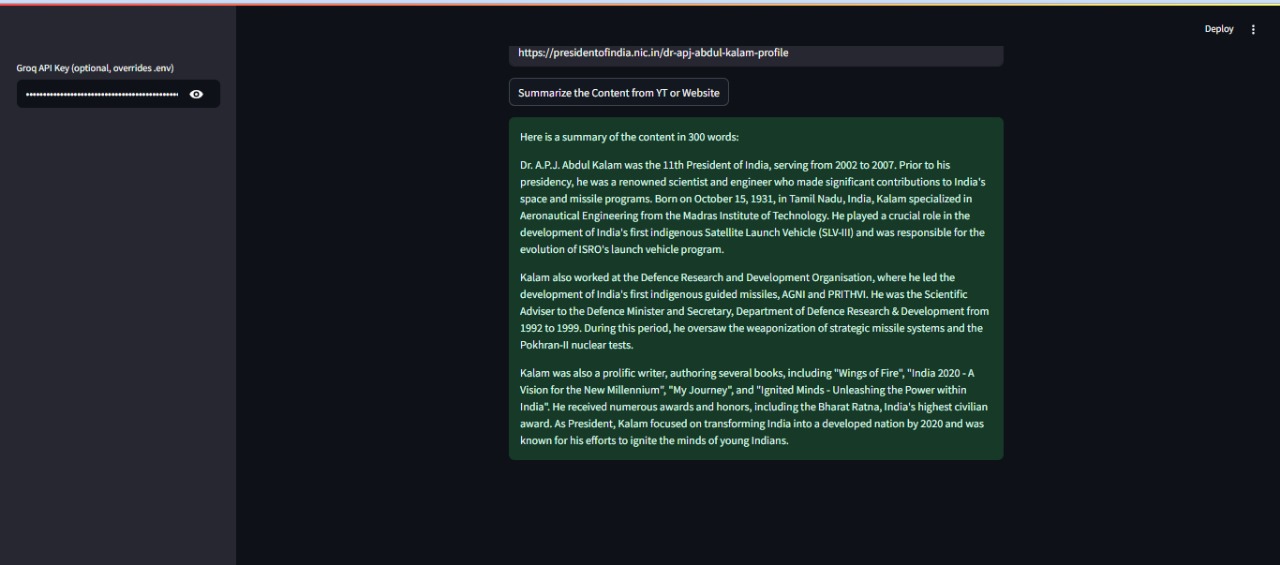 Deploy
Groq API Key (optional, overrides .env)
https://presidentofindia.nic.in/dr-apj-abdul-kalam-profile
Summarize the Content from YT or Website
Here is a summary of the content in 300 words:
Dr. A.P.J. Abdul Kalam was the 11th President of India, serving from 2002 to 2007. Prior to his
presidency, he was a renowned scientist and engineer who made significant contributions to India's
space and missile programs. Born on October 15, 1931, in Tamil Nadu, India, Kalam specialized in
Aeronautical Engineering from the Madras Institute of Technology. He played a crucial role in the
development of India's first indigenous Satellite Launch Vehicle (SLV-III) and was responsible for the
evolution of ISRO's launch vehicle program.
Kalam also worked at the Defence Research and Development Organisation, where he led the
development of India's first indigenous guided missiles, AGNI and PRITHVI. He was the Scientific
Adviser to the Defence Minister and Secretary, Department of Defence Research & Development from
1992 to 1999. During this period, he oversaw the weaponization of strategic missile systems and the
Pokhran-II nuclear tests.
Kalam was also a prolific writer, authoring several books, including "Wings of Fire", "India 2020 - A
Vision for the New Millennium", "My Journey", and "Ignited Minds - Unleashing the Power within
India". He received numerous awards and honors, including the Bharat Ratna, India's highest civilian
award. As President, Kalam focused on transforming India into a developed nation by 2020 and was
known for his efforts to ignite the minds of young Indians.